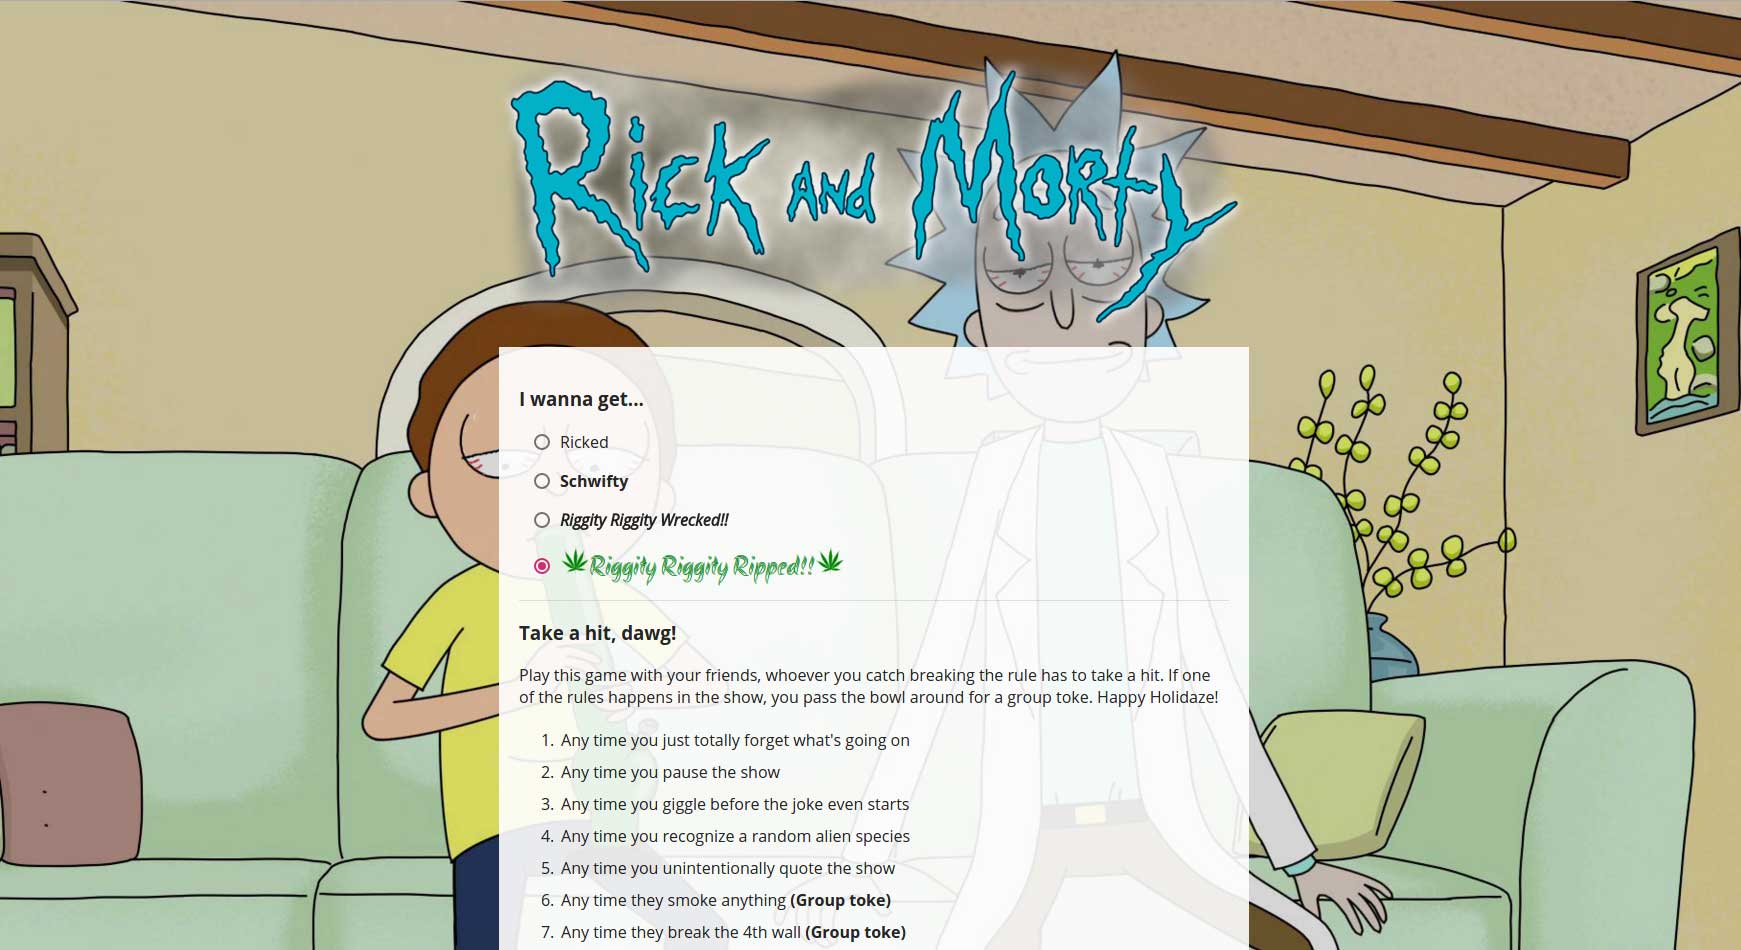 Rick and Morty
I wanna get...
Ricked
Schwifty
Riggity Riggity Wrecked!!
Riggity Riggity Ripped!!
Take a hit, dawg!
Play this game with your friends, whoever you catch breaking the rule has to take a hit. If one
of the rules happens in the show, you pass the bowl around for a group toke. Happy Holidaze!
1. Any time you just totally forget what's going on
2. Any time you pause the show
3. Any time you giggle before the joke even starts
4. Any time you recognize a random alien species
5. Any time you unintentionally quote the show
6. Any time they smoke anything (Group toke)
7. Any time they break the 4th wall (Group toke)